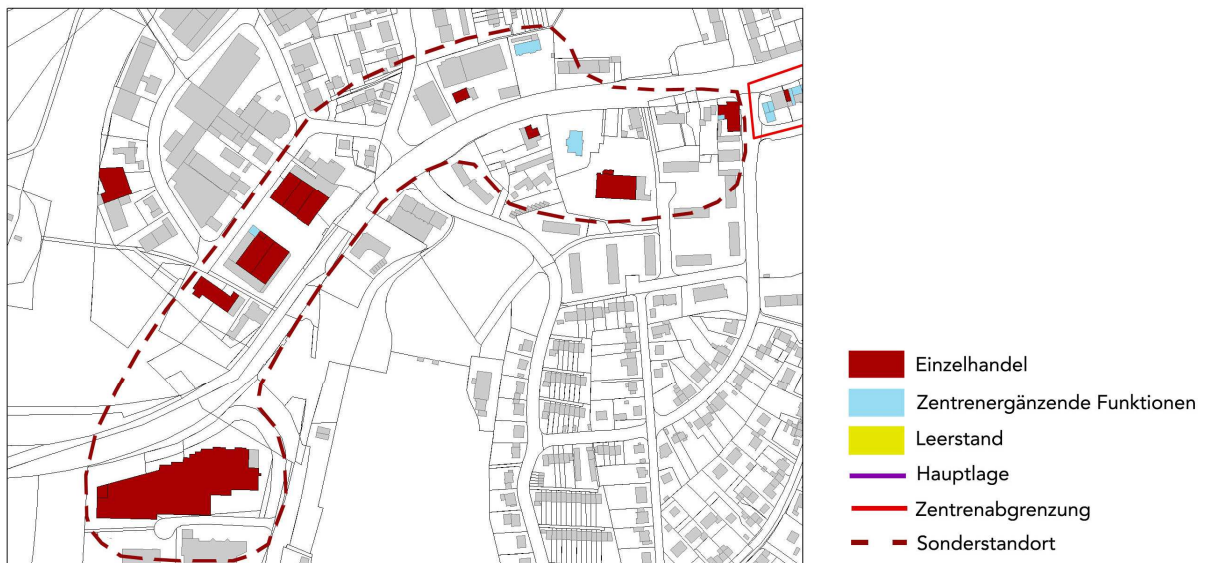 Einzelhandel
Zentrenergänzende Funktionen
Leerstand
Hauptlage
Zentrenabgrenzung
Sonderstandort